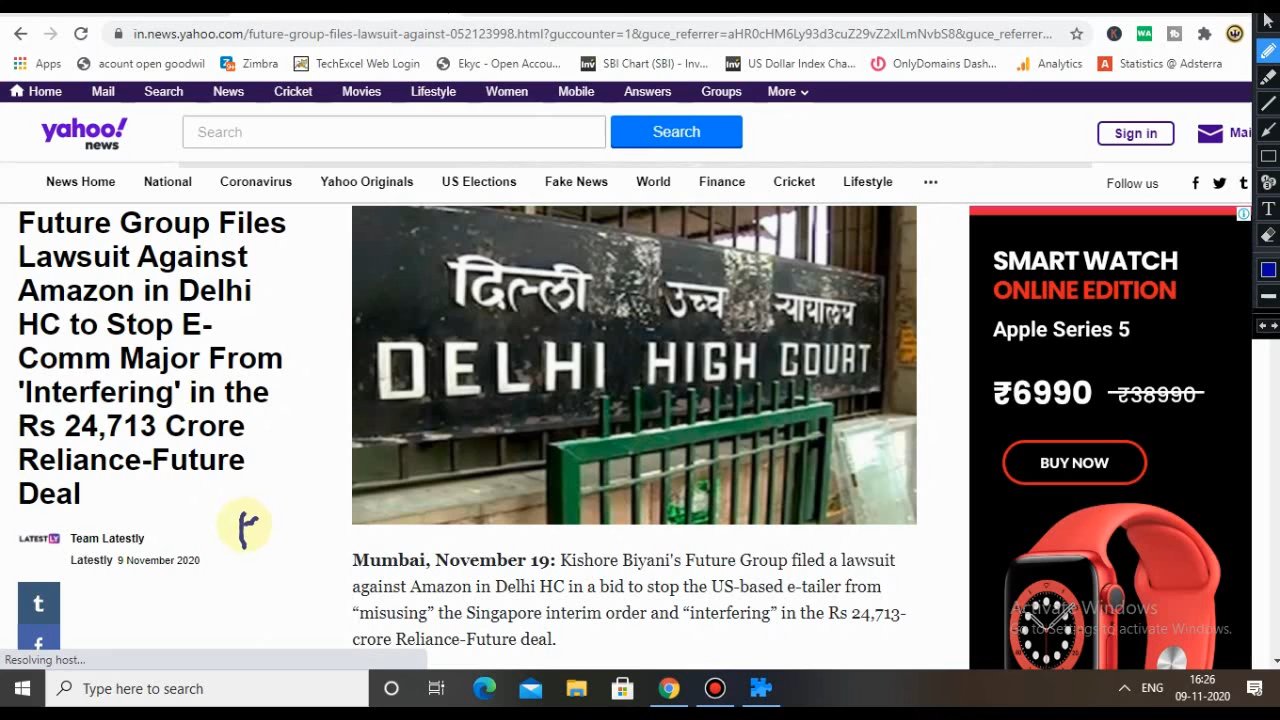 in.news.yahoo.com/future-group-files-lawsuit-against-052123998.html?guccounter=1&guce_referrer=aHR0cHM6Ly93d3cuZ29vZ2xlLmNvbS8&guce_referrer...
Apps acount open goodwil Zimbra TechExcel Web Login Ekyc - Open Accou... SBI Chart (SBI) - Inv... US Dollar Index Cha... OnlyDomains Dash... Analytics Statistics @ Adsterra
Home Mail Search News Cricket Movies Lifestyle Women Mobile Answers Groups More
yahoo!
news
Search
Search
Sign in
Mai
News Home National Coronavirus Yahoo Originals US Elections Fake News World Finance Cricket Lifestyle ...
Follow us
Future Group Files
Lawsuit Against
Amazon in Delhi
HC to Stop E-
Comm Major From
'Interfering' in the
Rs 24,713 Crore
Reliance-Future
Deal
LATESTLY Team Latestly
Latestly 9 November 2020
दिल्ली उच्च न्यायालय
DELHI HIGH COURT
Mumbai, November 19: Kishore Biyani's Future Group filed a lawsuit
against Amazon in Delhi HC in a bid to stop the US-based e-tailer from
“misusing” the Singapore interim order and “interfering” in the Rs 24,713-
crore Reliance-Future deal.
SMART WATCH
ONLINE EDITION
Apple Series 5
₹6990 ₹38990
BUY NOW
Activate Windows
Go to Settings to activate Windows.
Resolving host...
Type here to search
ENG
16:26
09-11-2020